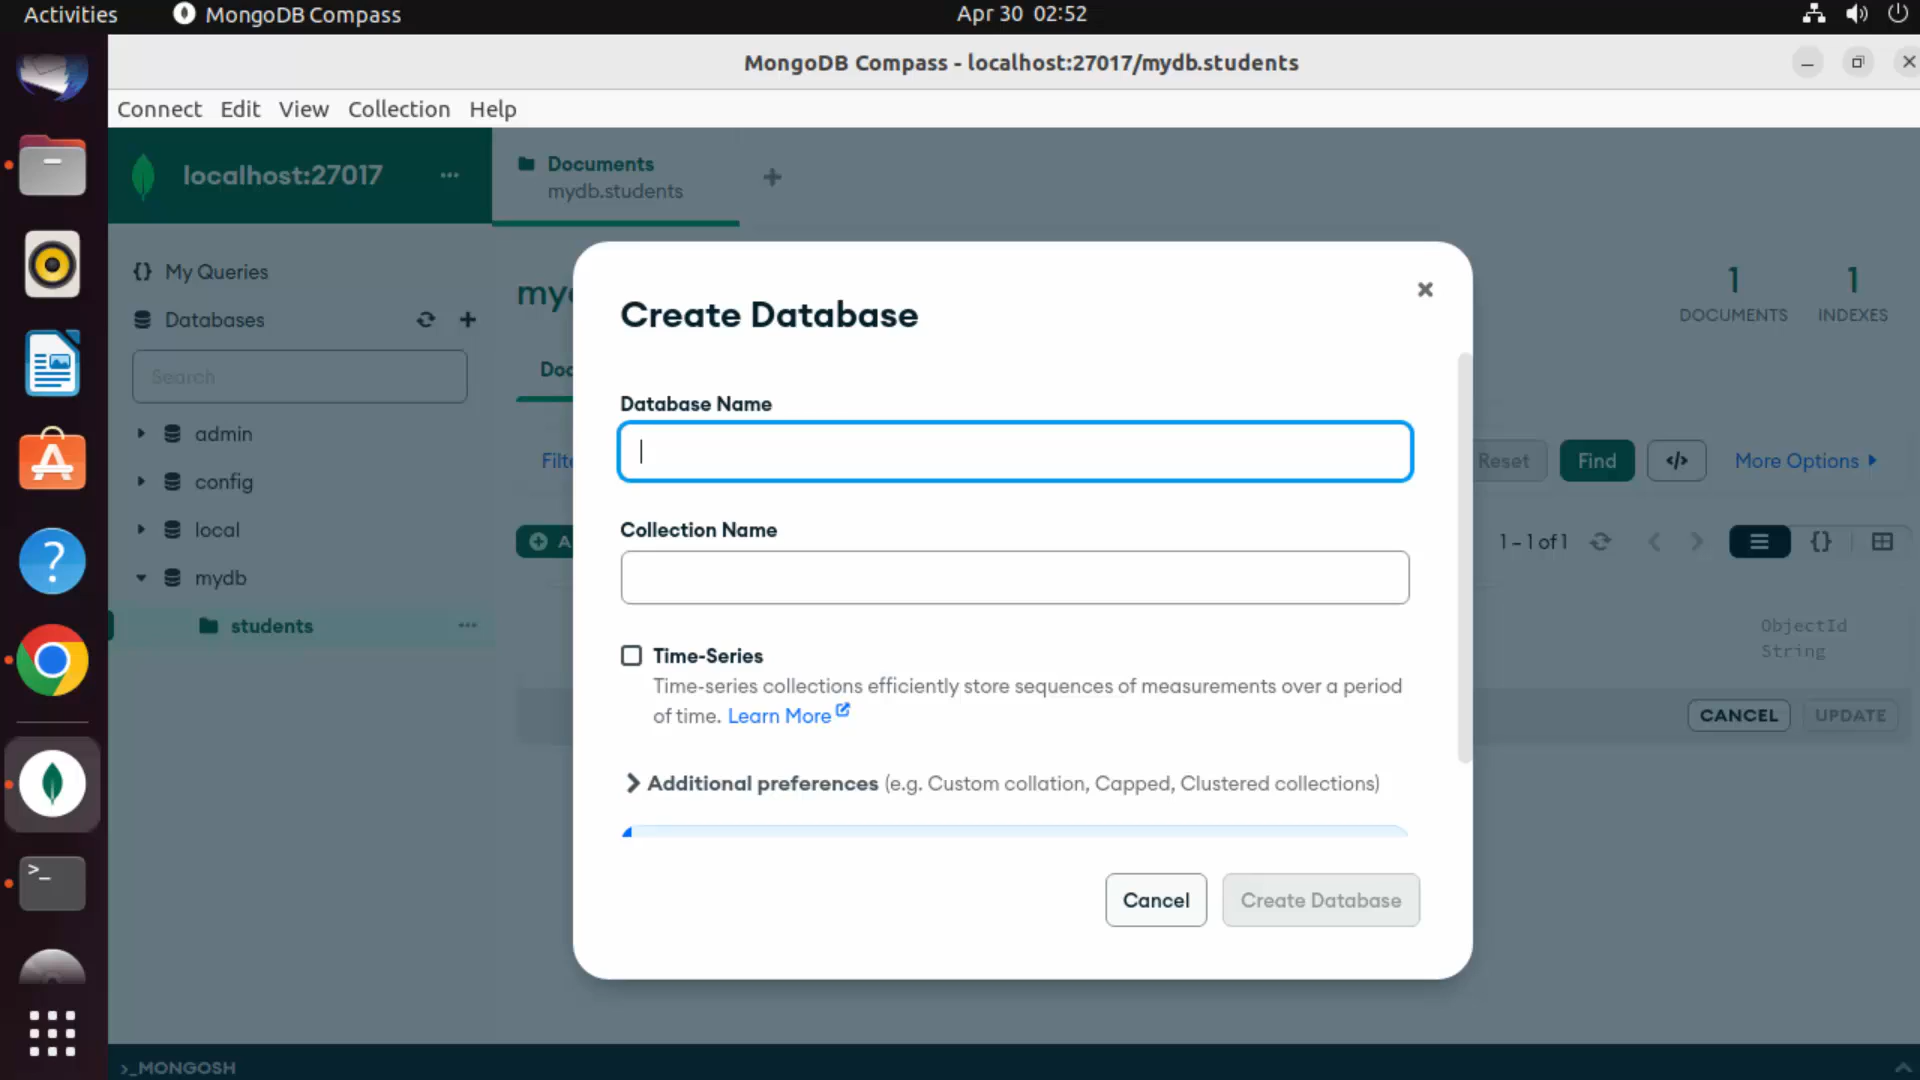 Activities
MongoDB Compass
Apr 30 02:52
MongoDB Compass - localhost:27017/mydb.students
Connect Edit View Collection Help
localhost:27017
Documents
mydb.students
My Queries
Databases
Search
admin
config
local
mydb
students
Create Database
Database Name
Collection Name
Time-Series
Time-series collections efficiently store sequences of measurements over a period
of time. Learn More
Additional preferences (e.g. Custom collation, Capped, Clustered collections)
Cancel
Create Database
1
DOCUMENTS
1
INDEXES
Reset
Find
</>
More Options
1 – 1 of 1
{}
ObjectId
String
CANCEL
UPDATE
>_MONGOSH